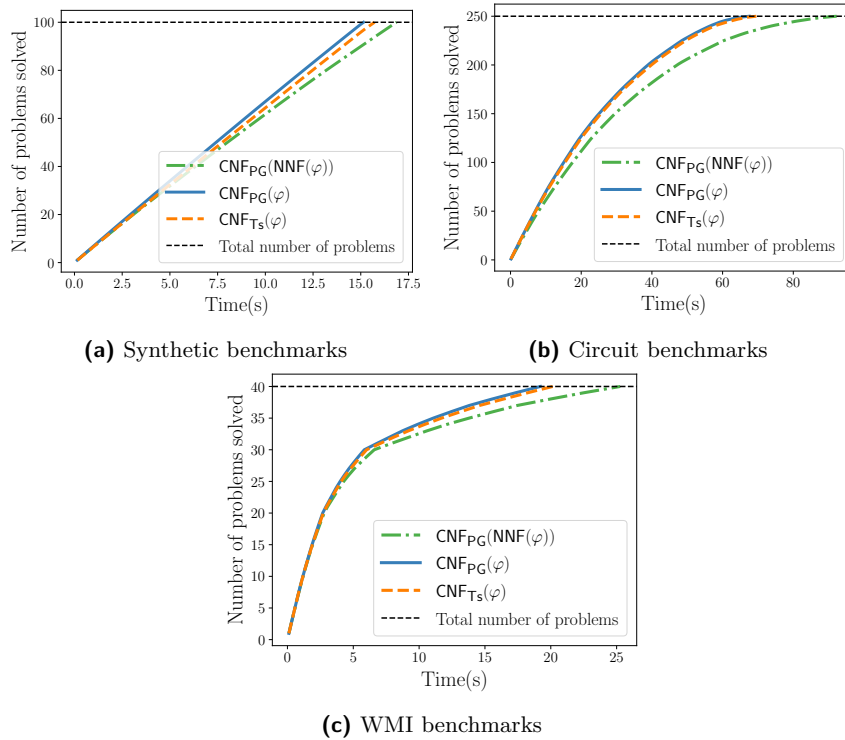 100
80
60
40
20
0
Number of problems solved
CNF_PG(NNF(φ))
CNF_PG(φ)
CNF_Ts(φ)
Total number of problems
0.0 2.5 5.0 7.5 10.0 12.5 15.0 17.5
Time(s)
(a) Synthetic benchmarks
250
200
150
100
50
0
Number of problems solved
CNF_PG(NNF(φ))
CNF_PG(φ)
CNF_Ts(φ)
Total number of problems
0 20 40 60 80
Time(s)
(b) Circuit benchmarks
40
35
30
25
20
15
10
5
0
Number of problems solved
CNF_PG(NNF(φ))
CNF_PG(φ)
CNF_Ts(φ)
Total number of problems
0 5 10 15 20 25
Time(s)
(c) WMI benchmarks